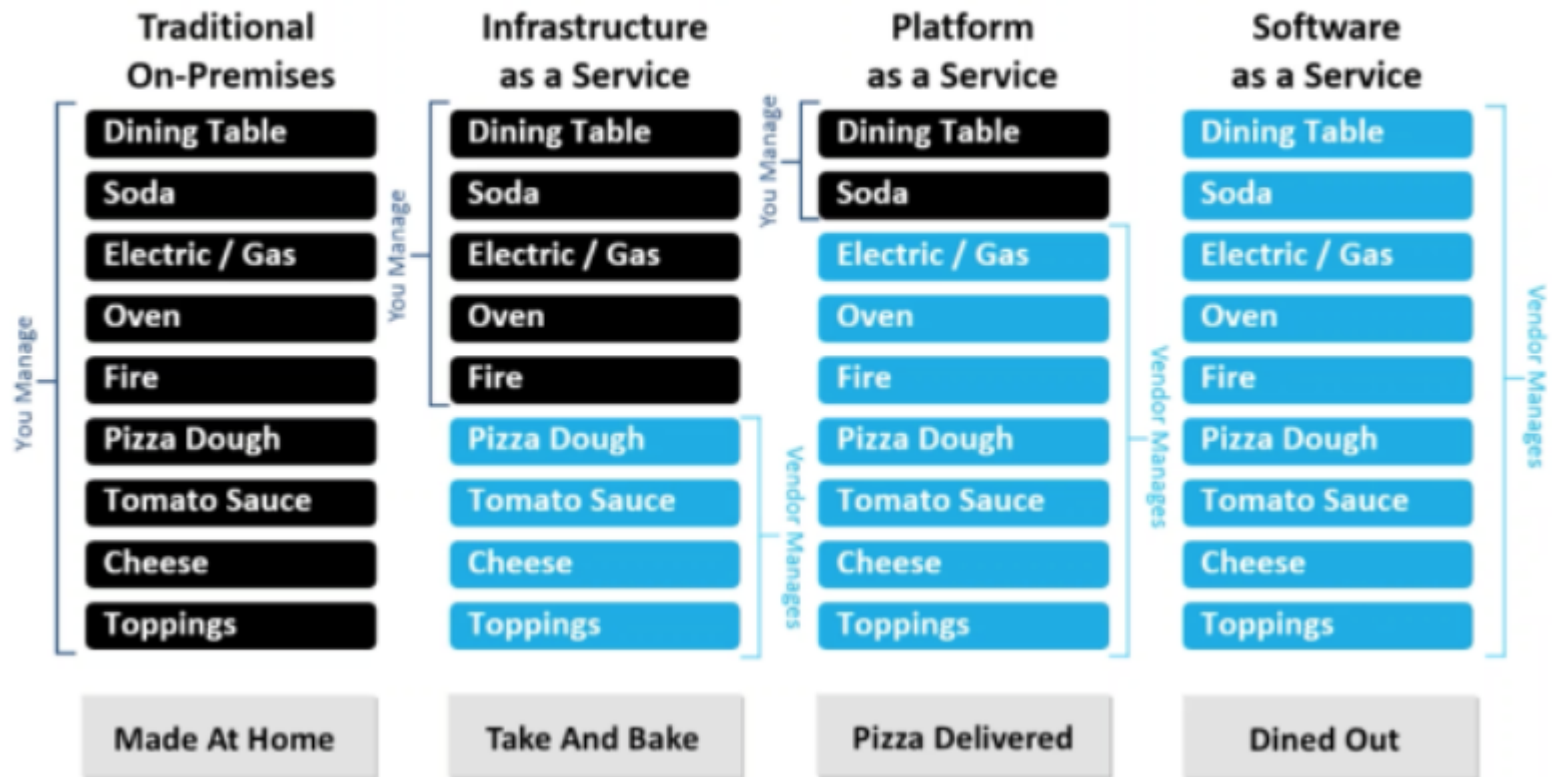 Traditional
On-Premises
You Manage
Dining Table
Soda
Electric / Gas
Oven
Fire
Pizza Dough
Tomato Sauce
Cheese
Toppings
Made At Home
Infrastructure
as a Service
You Manage
Dining Table
Soda
Electric / Gas
Oven
Fire
Pizza Dough
Tomato Sauce
Cheese
Toppings
Vendor Manages
Take And Bake
Platform
as a Service
You Manage
Dining Table
Soda
Electric / Gas
Oven
Fire
Pizza Dough
Tomato Sauce
Cheese
Toppings
Vendor Manages
Pizza Delivered
Software
as a Service
Dining Table
Soda
Electric / Gas
Oven
Fire
Pizza Dough
Tomato Sauce
Cheese
Toppings
Vendor Manages
Dined Out